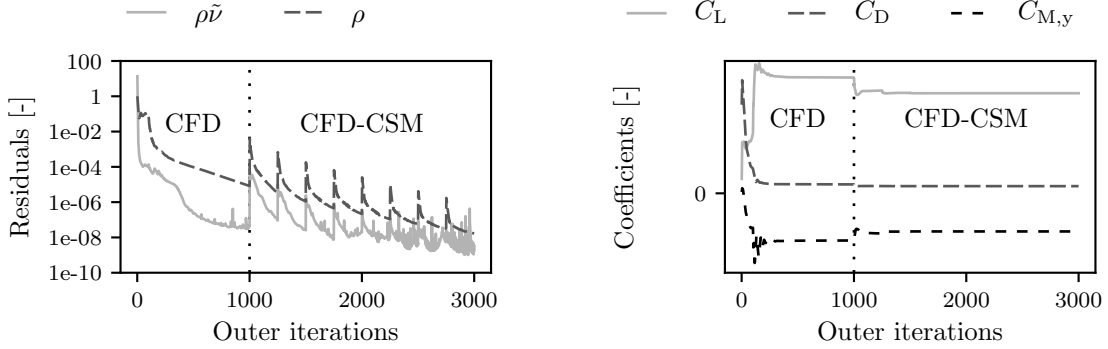 ρν̃ ρ
Residuals [-]
100
1
1e-02
1e-04
1e-06
1e-08
1e-10
CFD CFD-CSM
0 1000 2000 3000
Outer iterations
C_L C_D C_M,y
Coefficients [-]
0
CFD CFD-CSM
0 1000 2000 3000
Outer iterations